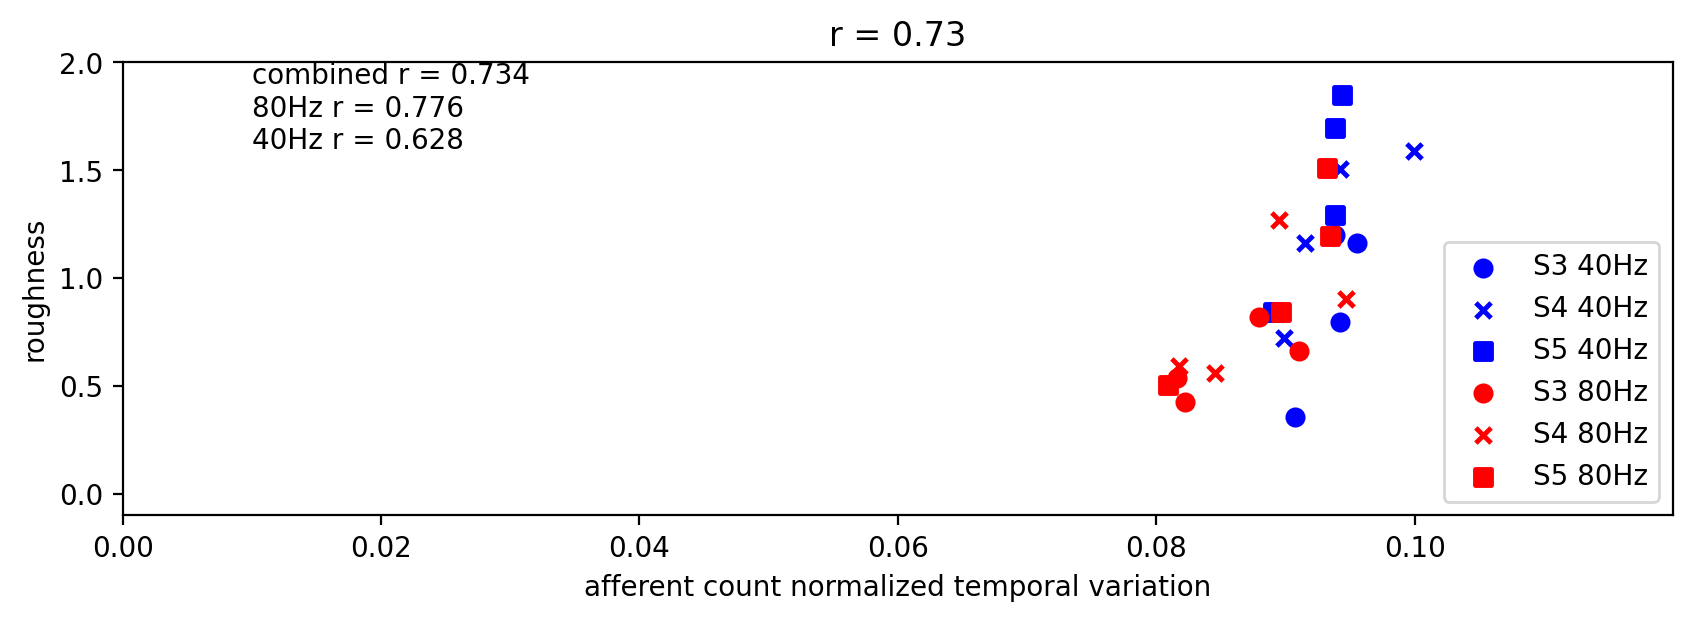 r = 0.73
combined r = 0.734
80Hz r = 0.776
40Hz r = 0.628
2.0
1.5
1.0
0.5
0.0
roughness
S3 40Hz
S4 40Hz
S5 40Hz
S3 80Hz
S4 80Hz
S5 80Hz
0.00 0.02 0.04 0.06 0.08 0.10
afferent count normalized temporal variation